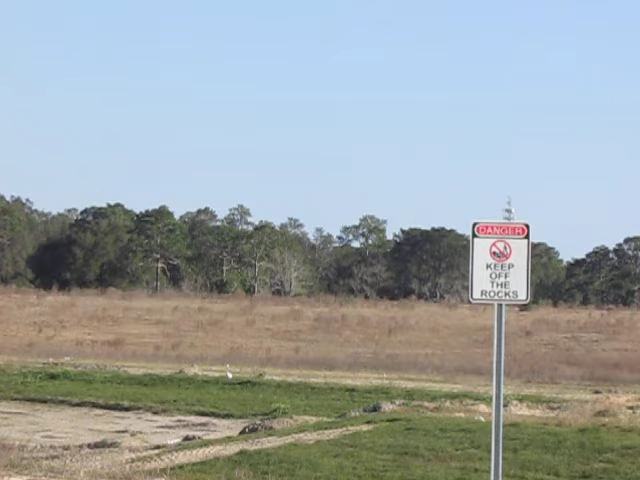 DANGER
KEEP
OFF
THE
ROCKS